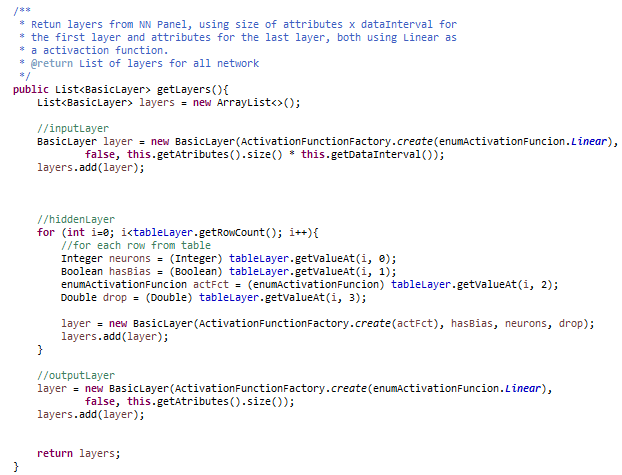 /**
 * Retun layers from NN Panel, using size of attributes x dataInterval for
 * the first layer and attributes for the last layer, both using Linear as
 * a activaction function.
 * @return List of layers for all network
 */
public List<BasicLayer> getLayers(){
    List<BasicLayer> layers = new ArrayList<>();
    //inputLayer
    BasicLayer layer = new BasicLayer(ActivationFunctionFactory.create(enumActivationFuncion.Linear),
            false, this.getAtributes().size() * this.getDataInterval());
    layers.add(layer);
    //hiddenLayer
    for (int i=0; i<tableLayer.getRowCount(); i++){
        //for each row from table
        Integer neurons = (Integer) tableLayer.getValueAt(i, 0);
        Boolean hasBias = (Boolean) tableLayer.getValueAt(i, 1);
        enumActivationFuncion actFct = (enumActivationFuncion) tableLayer.getValueAt(i, 2);
        Double drop = (Double) tableLayer.getValueAt(i, 3);
        layer = new BasicLayer(ActivationFunctionFactory.create(actFct), hasBias, neurons, drop);
        layers.add(layer);
    }
    //outputLayer
    layer = new BasicLayer(ActivationFunctionFactory.create(enumActivationFuncion.Linear),
            false, this.getAtributes().size());
    layers.add(layer);
    return layers;
}